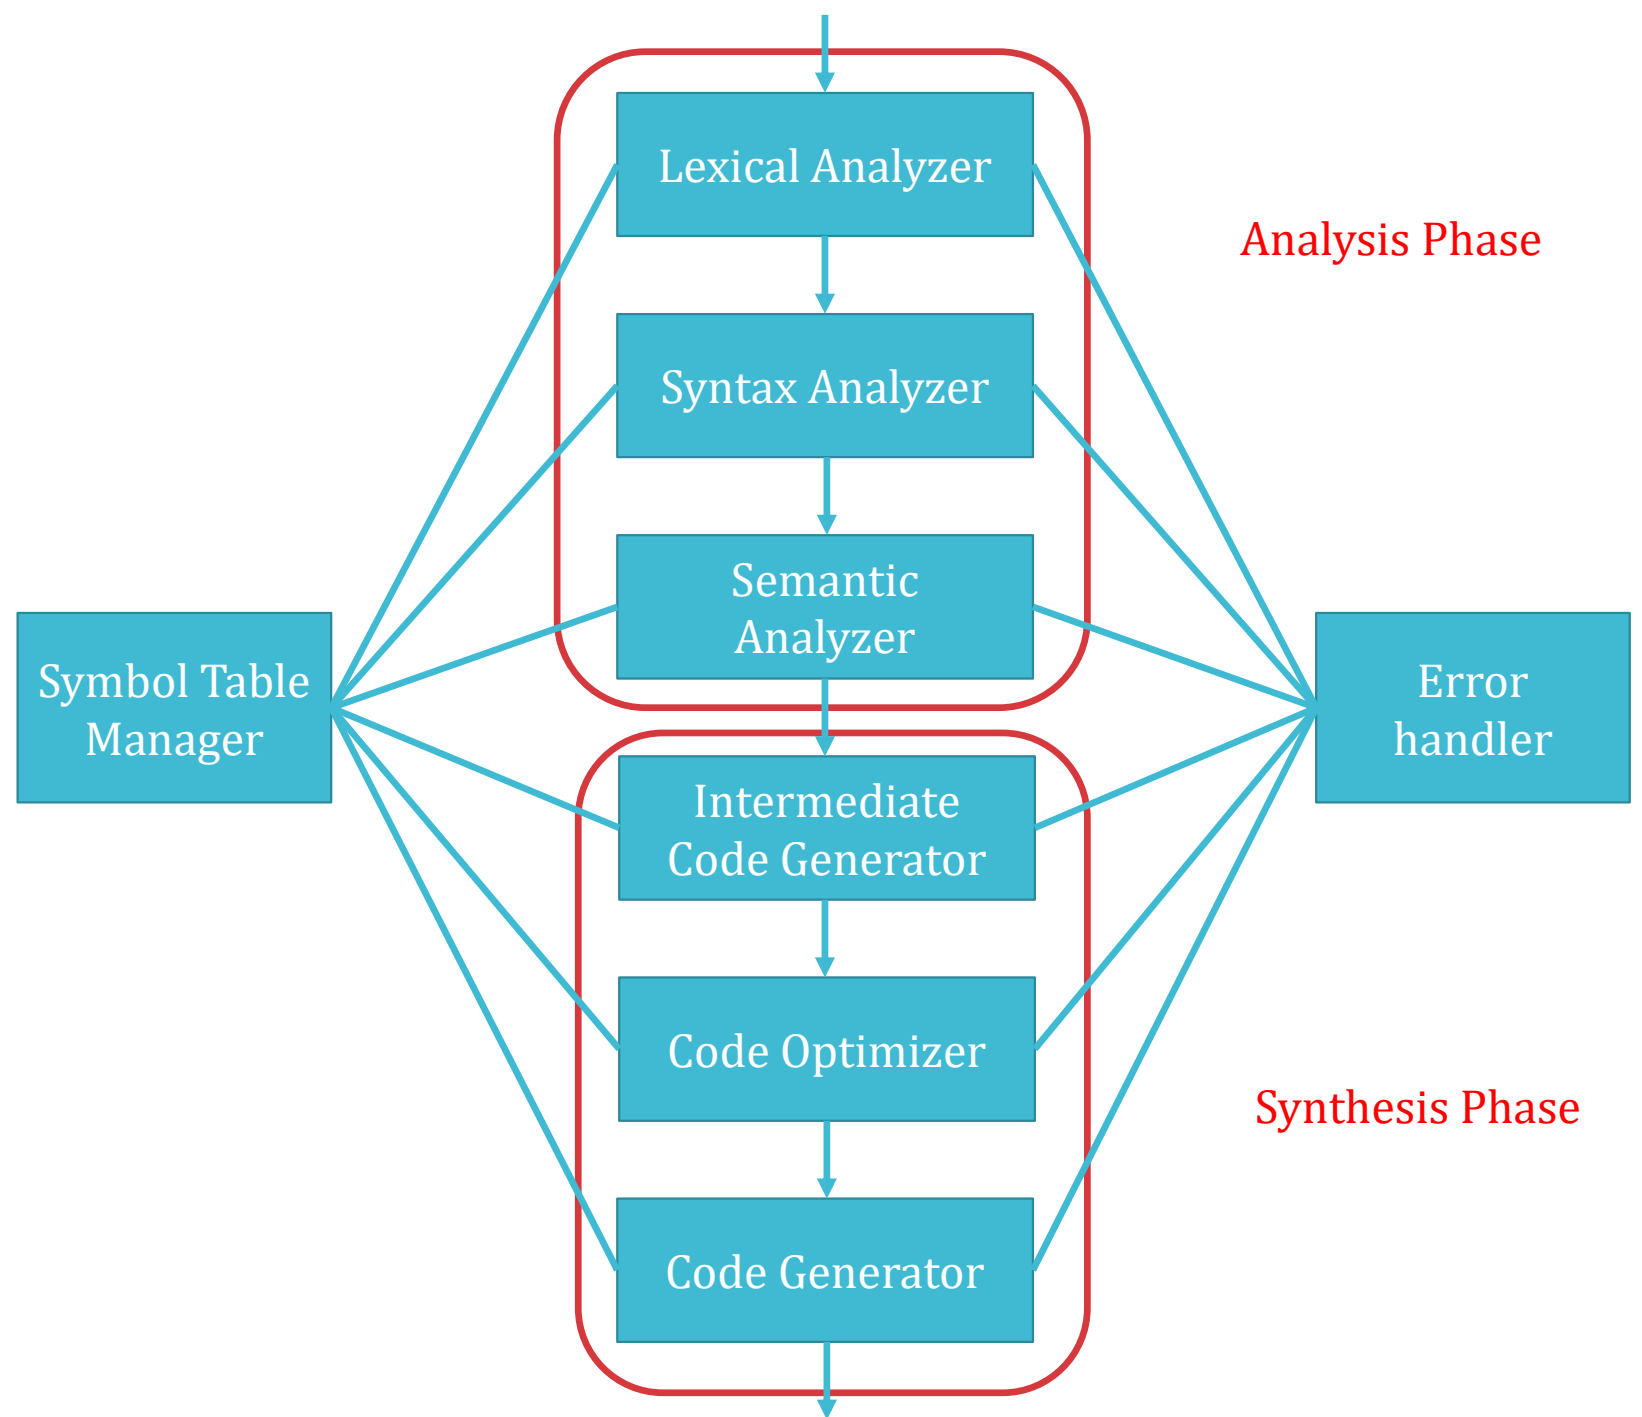 Lexical Analyzer
Analysis Phase
Syntax Analyzer
Semantic
Analyzer
Symbol Table
Manager
Error
handler
Intermediate
Code Generator
Code Optimizer
Synthesis Phase
Code Generator